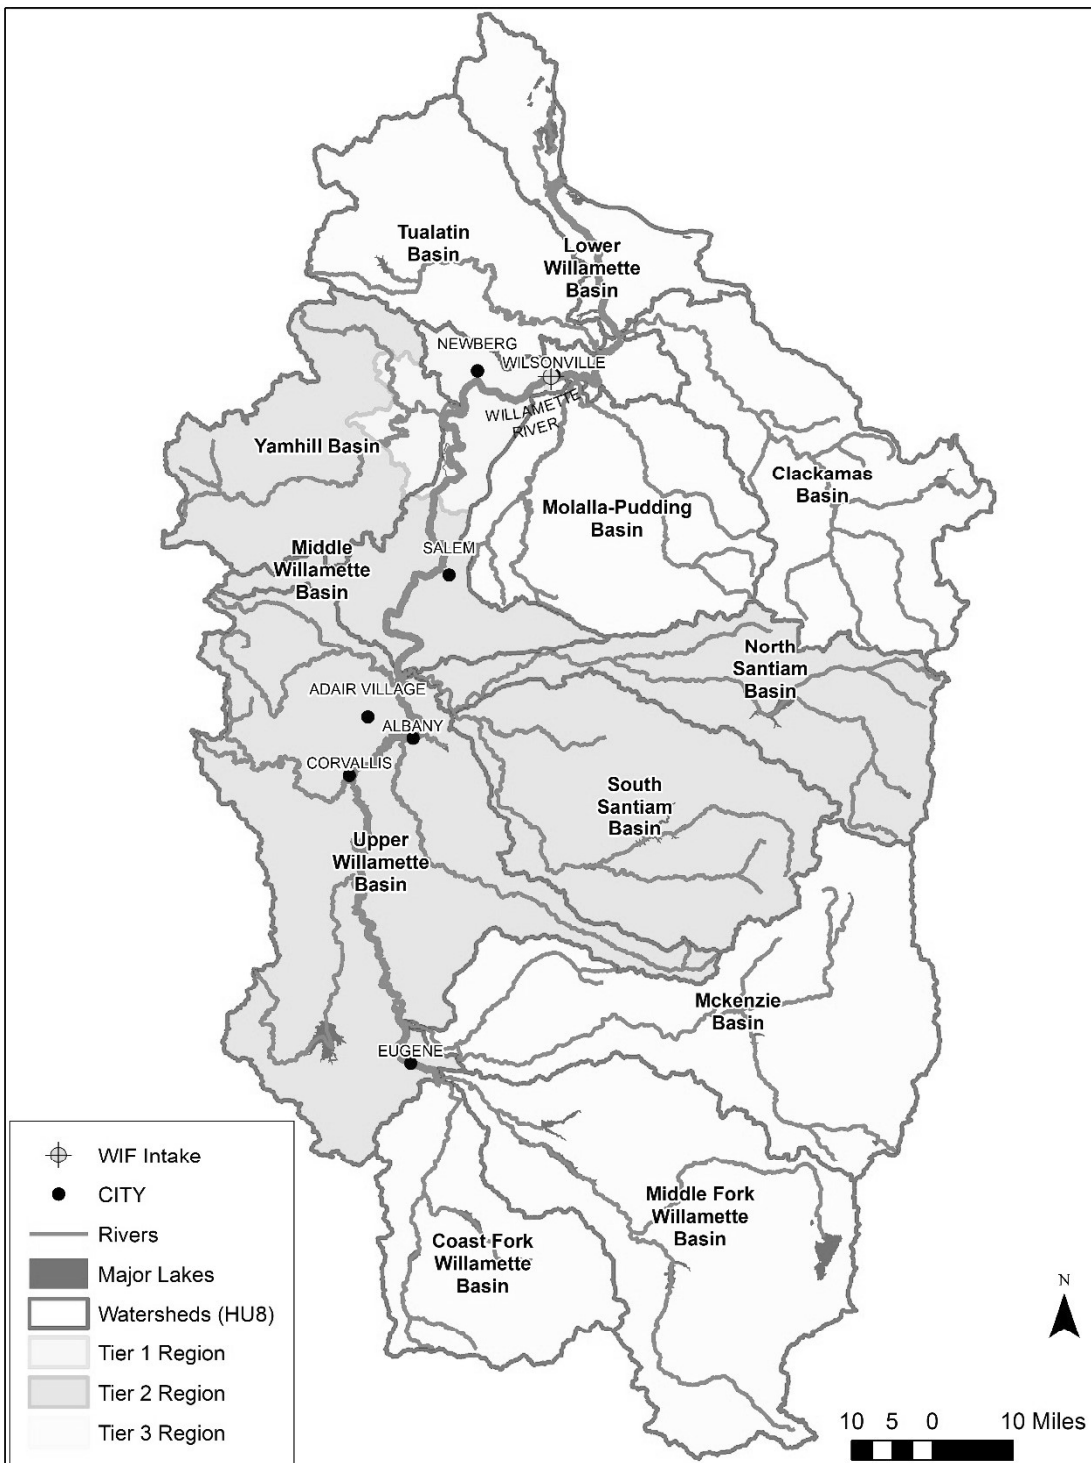 Tualatin
Basin
Lower
Willamette
Basin
NEWBERG
WILSONVILLE
WILLAMETTE
RIVER
Yamhill Basin
Clackamas
Basin
Molalla-Pudding
Basin
Middle
Willamette
Basin
SALEM
North
Santiam
Basin
ADAIR VILLAGE
ALBANY
CORVALLIS
South
Santiam
Basin
Upper
Willamette
Basin
Mckenzie
Basin
EUGENE
Middle Fork
Willamette
Basin
Coast Fork
Willamette
Basin
WIF Intake
CITY
Rivers
Major Lakes
Watersheds (HU8)
Tier 1 Region
Tier 2 Region
Tier 3 Region
N
10 5 0 10 Miles